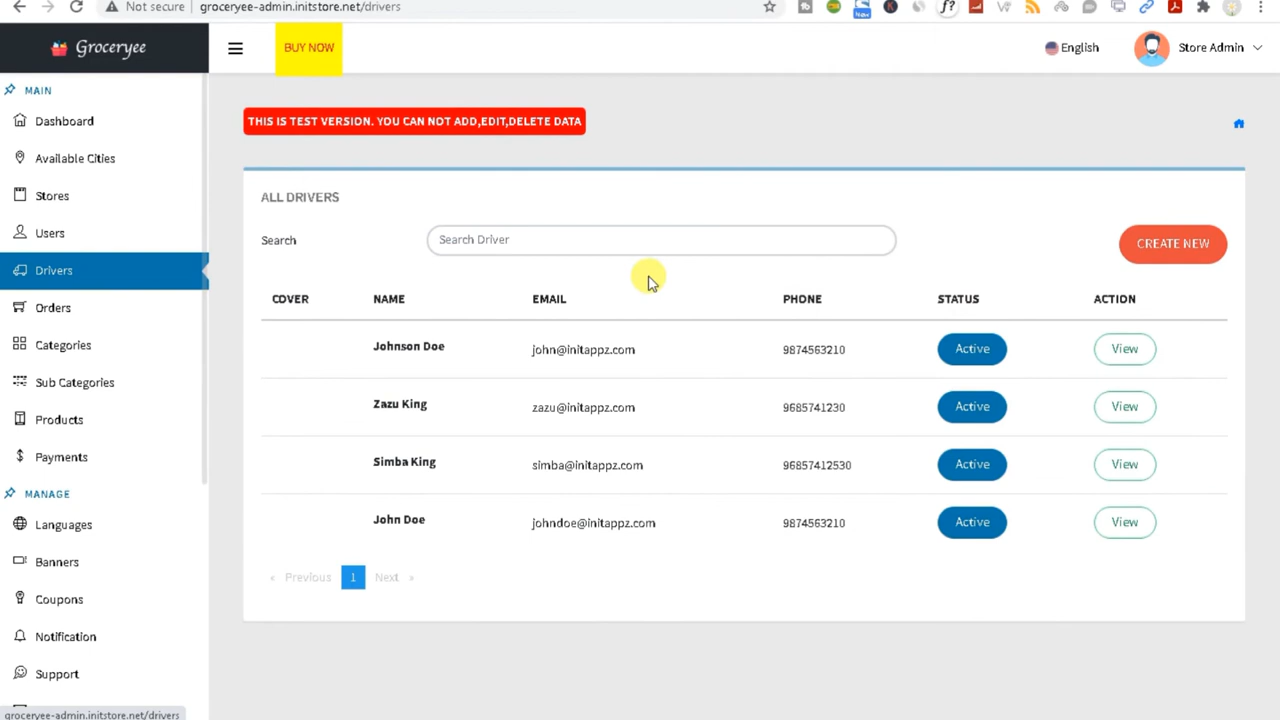 Not secure groceryee-admin.initstore.net/drivers
New
Groceryee
BUY NOW
English
Store Admin
MAIN
Dashboard
Available Cities
Stores
Users
Drivers
Orders
Categories
Sub Categories
Products
Payments
MANAGE
Languages
Banners
Coupons
Notification
Support
THIS IS TEST VERSION. YOU CAN NOT ADD,EDIT,DELETE DATA
ALL DRIVERS
Search Search Driver CREATE NEW
COVER NAME EMAIL PHONE STATUS ACTION
Johnson Doe john@initappz.com 9874563210 Active View
Zazu King zazu@initappz.com 9685741230 Active View
Simba King simba@initappz.com 96857412530 Active View
John Doe johndoe@initappz.com 9874563210 Active View
« Previous 1 Next »
groceryee-admin.initstore.net/drivers